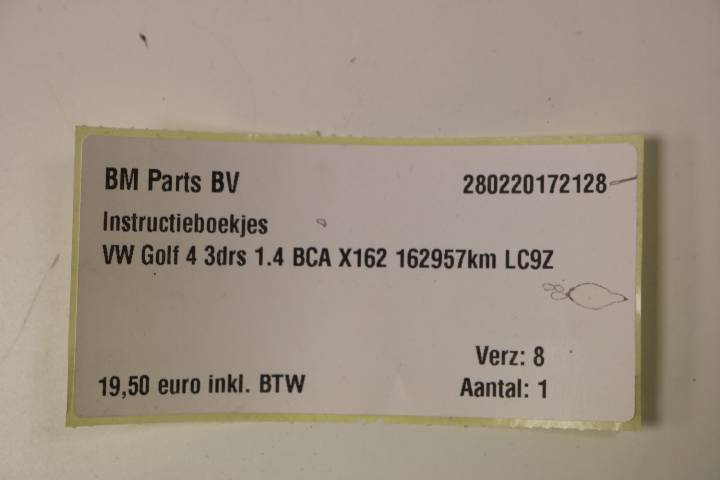 BM Parts BV 280220172128
Instructieboekjes
VW Golf 4 3drs 1.4 BCA X162 162957km LC9Z
Verz: 8
19,50 euro inkl. BTW Aantal: 1